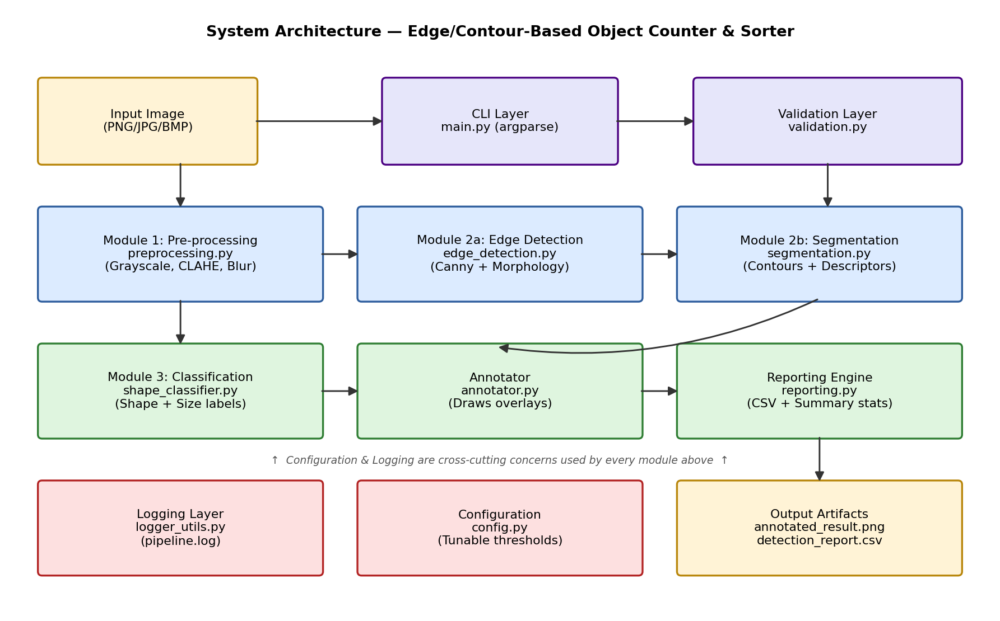 System Architecture — Edge/Contour-Based Object Counter & Sorter
Input Image
(PNG/JPG/BMP)
CLI Layer
main.py (argparse)
Validation Layer
validation.py
Module 1: Pre-processing
preprocessing.py
(Grayscale, CLAHE, Blur)
Module 2a: Edge Detection
edge_detection.py
(Canny + Morphology)
Module 2b: Segmentation
segmentation.py
(Contours + Descriptors)
Module 3: Classification
shape_classifier.py
(Shape + Size labels)
Annotator
annotator.py
(Draws overlays)
Reporting Engine
reporting.py
(CSV + Summary stats)
↑ Configuration & Logging are cross-cutting concerns used by every module above ↑
Logging Layer
logger_utils.py
(pipeline.log)
Configuration
config.py
(Tunable thresholds)
Output Artifacts
annotated_result.png
detection_report.csv